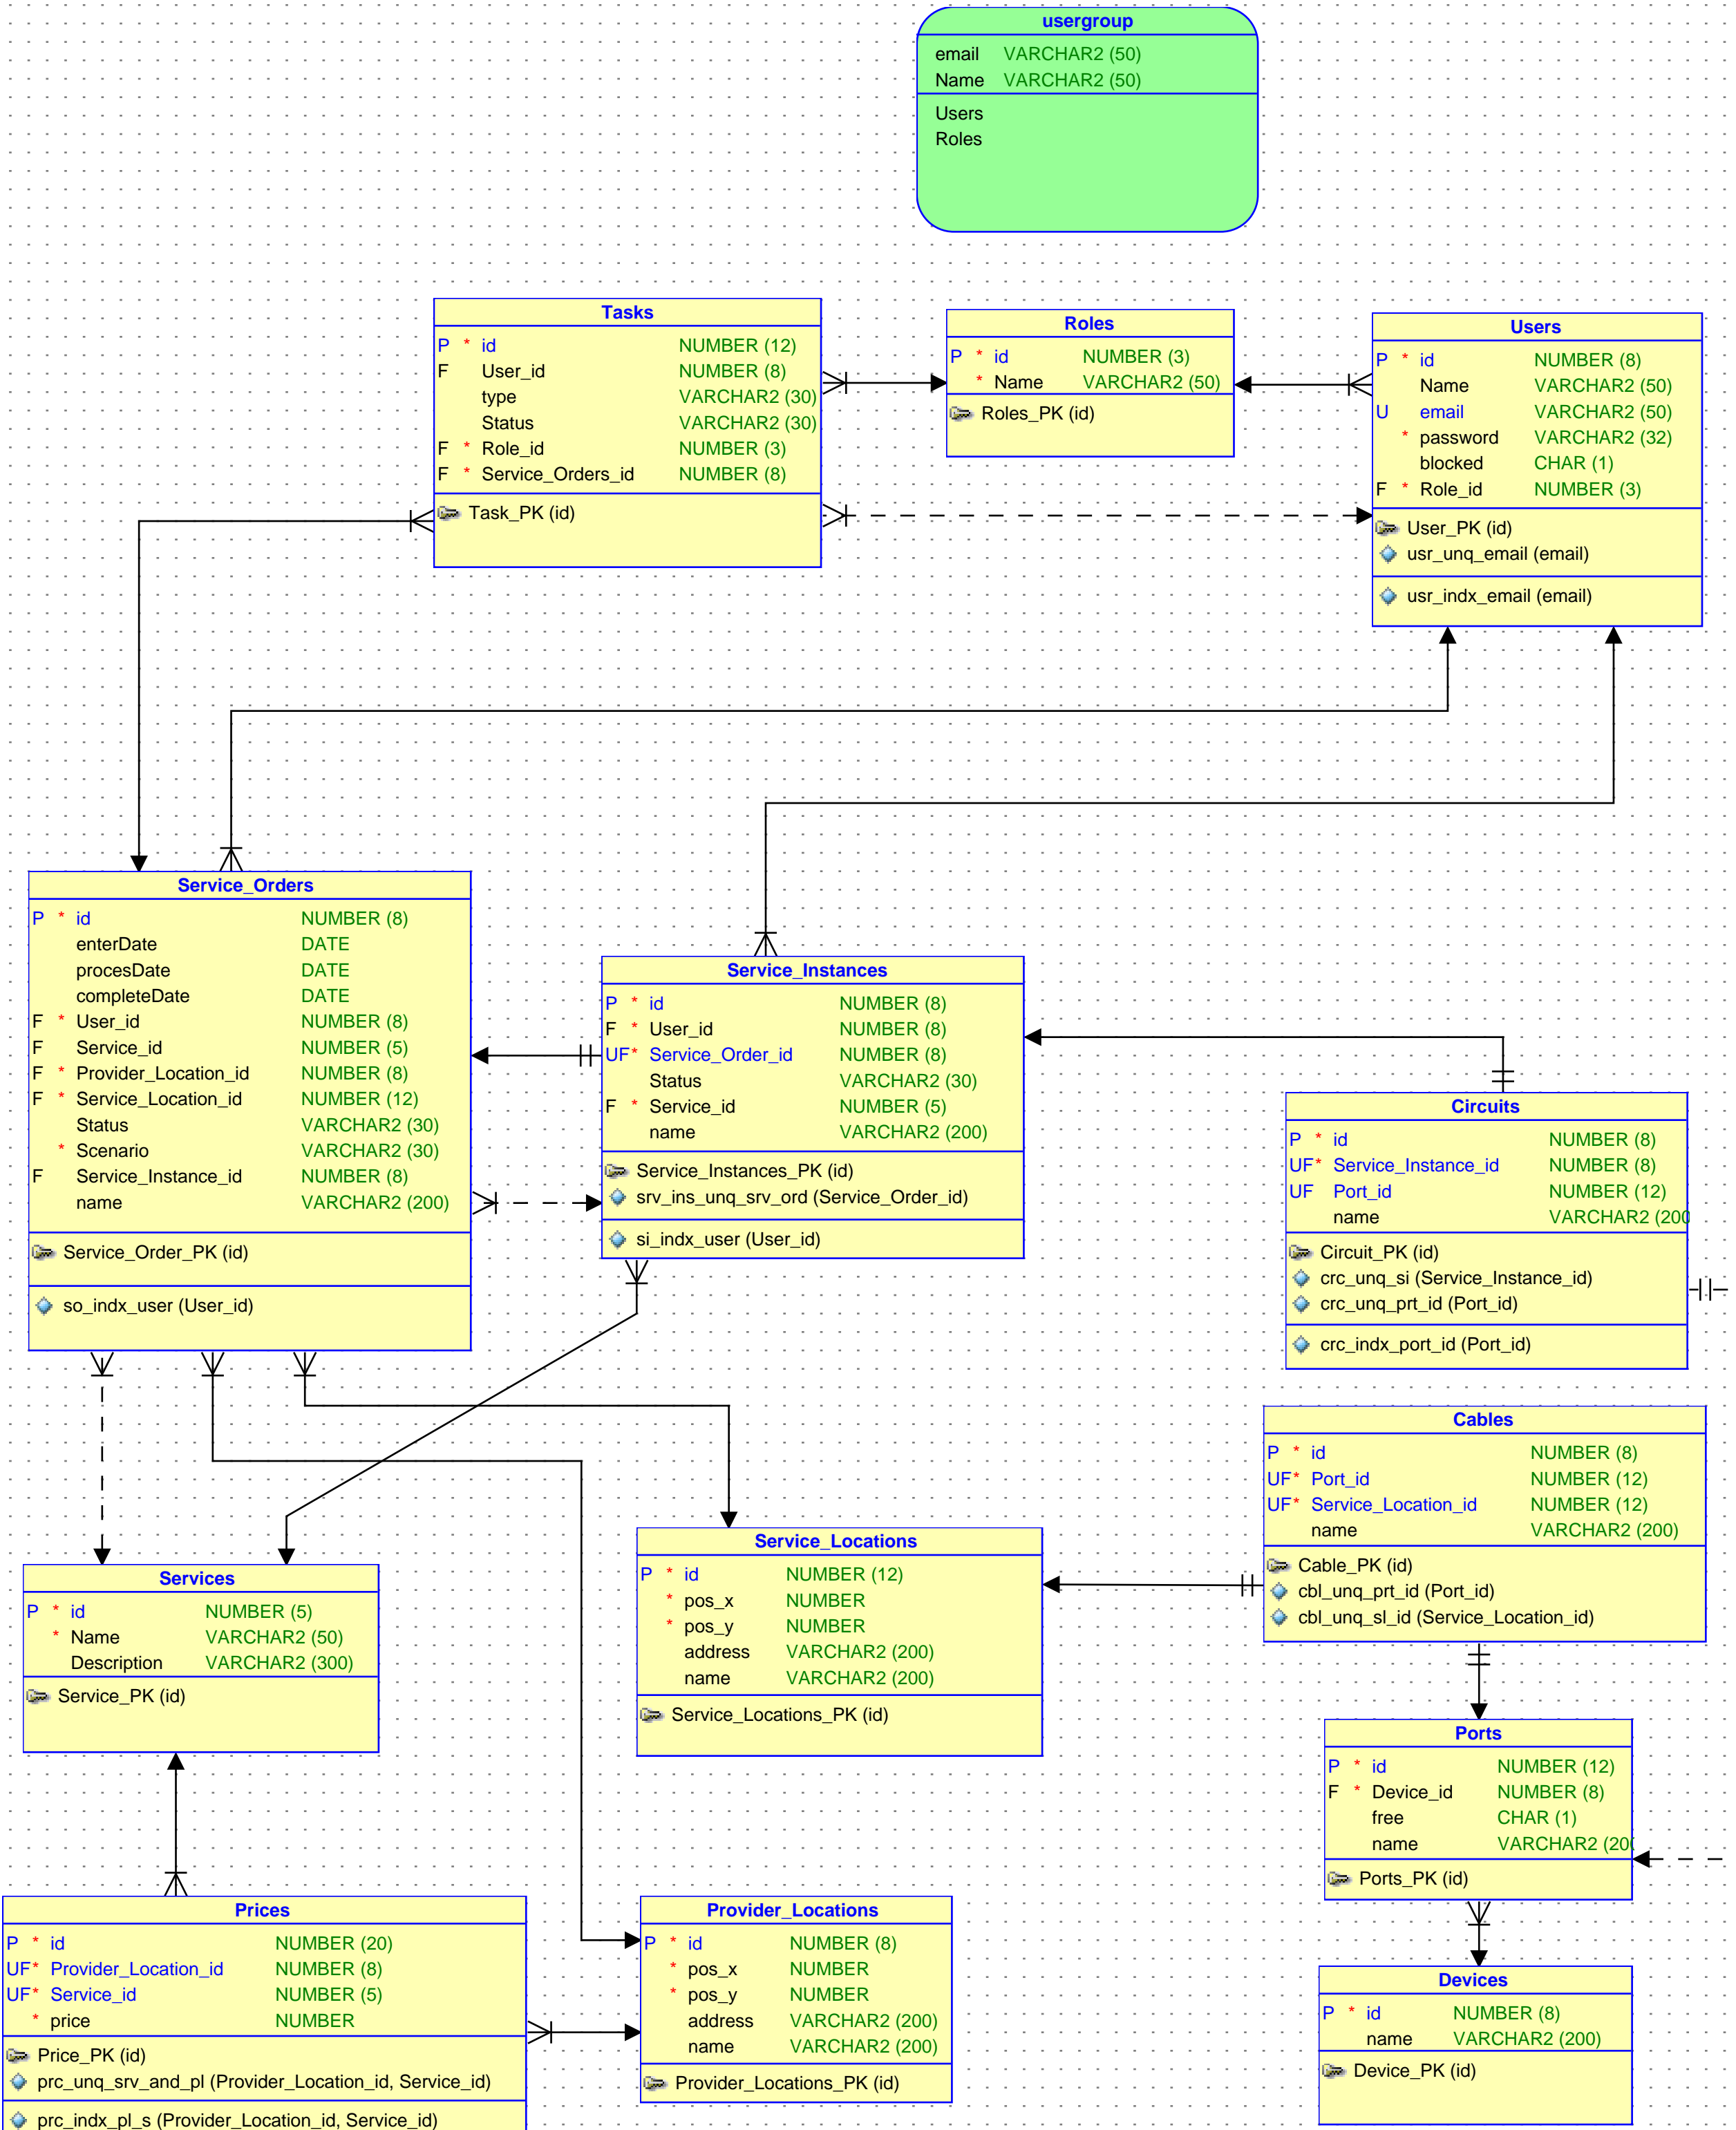 usergroup
email VARCHAR2 (50)
Name VARCHAR2 (50)
Users
Roles
Tasks
P * id NUMBER (12)
F User_id NUMBER (8)
type VARCHAR2 (30)
Status VARCHAR2 (30)
F * Role_id NUMBER (3)
F * Service_Orders_id NUMBER (8)
Task_PK (id)
Roles
P * id NUMBER (3)
* Name VARCHAR2 (50)
Roles_PK (id)
Users
P * id NUMBER (8)
Name VARCHAR2 (50)
U email VARCHAR2 (50)
* password VARCHAR2 (32)
blocked CHAR (1)
F * Role_id NUMBER (3)
User_PK (id)
usr_unq_email (email)
usr_indx_email (email)
Service_Orders
P * id NUMBER (8)
enterDate DATE
procesDate DATE
completeDate DATE
F * User_id NUMBER (8)
F Service_id NUMBER (5)
F * Provider_Location_id NUMBER (8)
F * Service_Location_id NUMBER (12)
Status VARCHAR2 (30)
* Scenario VARCHAR2 (30)
F Service_Instance_id NUMBER (8)
name VARCHAR2 (200)
Service_Order_PK (id)
so_indx_user (User_id)
Service_Instances
P * id NUMBER (8)
F * User_id NUMBER (8)
UF* Service_Order_id NUMBER (8)
Status VARCHAR2 (30)
F * Service_id NUMBER (5)
name VARCHAR2 (200)
Service_Instances_PK (id)
srv_ins_unq_srv_ord (Service_Order_id)
si_indx_user (User_id)
Circuits
P * id NUMBER (8)
UF* Service_Instance_id NUMBER (8)
UF Port_id NUMBER (12)
name VARCHAR2 (200
Circuit_PK (id)
crc_unq_si (Service_Instance_id)
crc_unq_prt_id (Port_id)
crc_indx_port_id (Port_id)
Cables
P * id NUMBER (8)
UF* Port_id NUMBER (12)
UF* Service_Location_id NUMBER (12)
name VARCHAR2 (200)
Cable_PK (id)
cbl_unq_prt_id (Port_id)
cbl_unq_sl_id (Service_Location_id)
Services
P * id NUMBER (5)
* Name VARCHAR2 (50)
Description VARCHAR2 (300)
Service_PK (id)
Service_Locations
P * id NUMBER (12)
* pos_x NUMBER
* pos_y NUMBER
address VARCHAR2 (200)
name VARCHAR2 (200)
Service_Locations_PK (id)
Ports
P * id NUMBER (12)
F * Device_id NUMBER (8)
free CHAR (1)
name VARCHAR2 (200
Ports_PK (id)
Prices
P * id NUMBER (20)
UF* Provider_Location_id NUMBER (8)
UF* Service_id NUMBER (5)
* price NUMBER
Price_PK (id)
prc_unq_srv_and_pl (Provider_Location_id, Service_id)
prc_indx_pl_s (Provider_Location_id, Service_id)
Provider_Locations
P * id NUMBER (8)
* pos_x NUMBER
* pos_y NUMBER
address VARCHAR2 (200)
name VARCHAR2 (200)
Provider_Locations_PK (id)
Devices
P * id NUMBER (8)
name VARCHAR2 (200)
Device_PK (id)